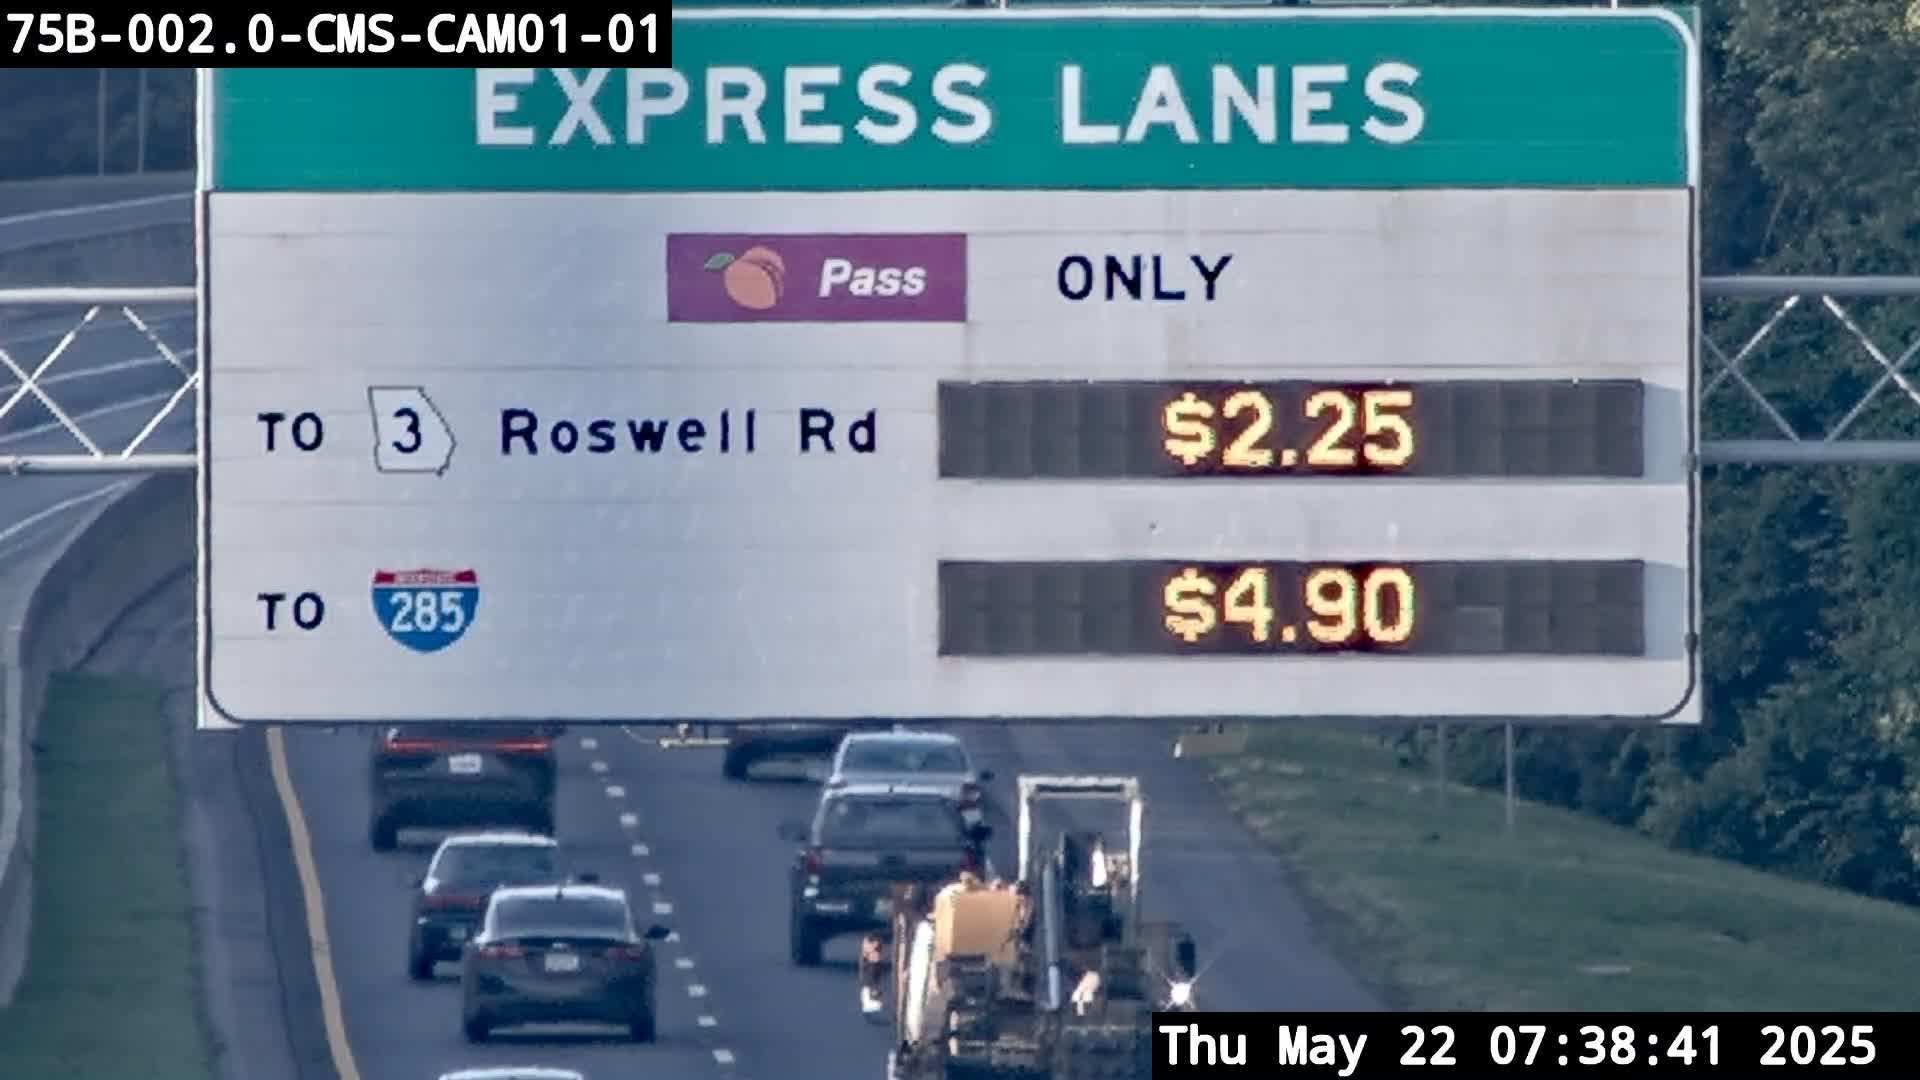 75B-002.0-CMS-CAM01-01
EXPRESS LANES
Pass ONLY
TO 3 Roswell Rd $2.25
TO 285 $4.90
Thu May 22 07:38:41 2025